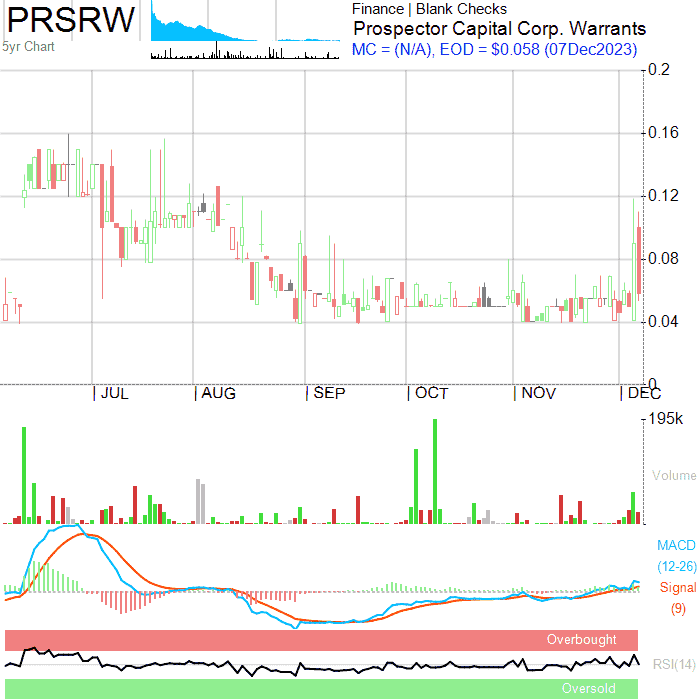 PRSRW
5yr Chart
Finance | Blank Checks
Prospector Capital Corp. Warrants
MC = (N/A), EOD = $0.058 (07Dec2023)
0.2
0.16
0.12
0.08
0.04
0
| JUL | AUG | SEP | OCT | NOV | DEC
195k
Volume
MACD
(12-26)
Signal
(9)
Overbought
RSI(14)
Oversold